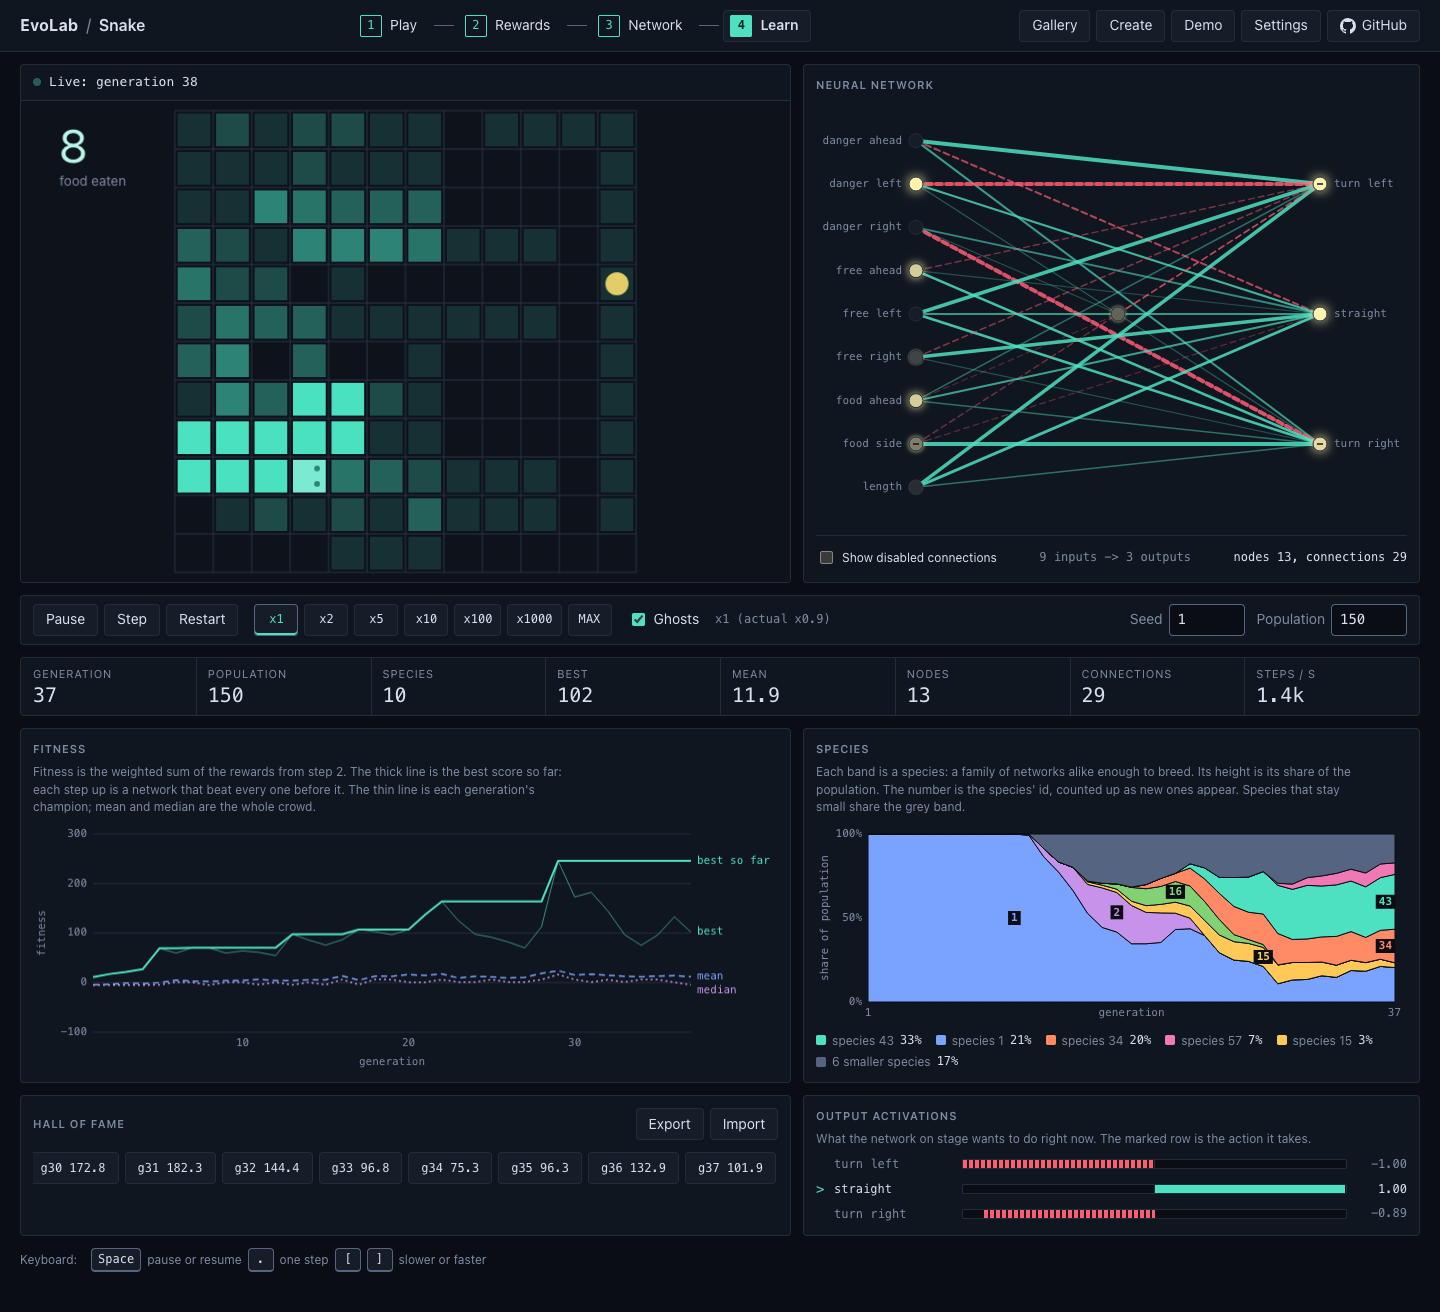 EvoLab / Snake
1 Play
2 Rewards
3 Network
4 Learn
Gallery
Create
Demo
Settings
GitHub
Live: generation 38
8
food eaten
NEURAL NETWORK
danger ahead
danger left
danger right
free ahead
free left
free right
food ahead
food side
length
turn left
straight
turn right
Show disabled connections
9 inputs -> 3 outputs
nodes 13, connections 29
Pause
Step
Restart
x1
x2
x5
x10
x100
x1000
MAX
Ghosts
x1 (actual x0.9)
Seed
1
Population
150
GENERATION
37
POPULATION
150
SPECIES
10
BEST
102
MEAN
11.9
NODES
13
CONNECTIONS
29
STEPS / S
1.4k
FITNESS
Fitness is the weighted sum of the rewards from step 2. The thick line is the best score so far:
each step up is a network that beat every one before it. The thin line is each generation's
champion; mean and median are the whole crowd.
300
200
100
0
−100
fitness
10
20
30
generation
best so far
best
mean
median
SPECIES
Each band is a species: a family of networks alike enough to breed. Its height is its share of the
population. The number is the species' id, counted up as new ones appear. Species that stay
small share the grey band.
100%
50%
0%
share of population
1
2
16
15
43
34
1
generation
37
species 43 33%
species 1 21%
species 34 20%
species 57 7%
species 15 3%
6 smaller species 17%
HALL OF FAME
Export
Import
g30 172.8
g31 182.3
g32 144.4
g33 96.8
g34 75.3
g35 96.3
g36 132.9
g37 101.9
OUTPUT ACTIVATIONS
What the network on stage wants to do right now. The marked row is the action it takes.
turn left −1.00
> straight 1.00
turn right −0.89
Keyboard: Space pause or resume . one step [ ] slower or faster